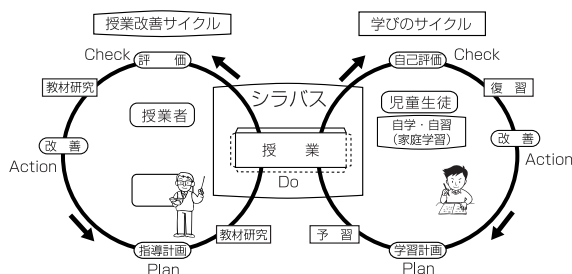 授業改善サイクル
学びのサイクル
Check
評　価
自己評価
Check
シラバス
教材研究
児童生徒
復　習
授業者
自学・自習
（家庭学習）
改　善
授　業
改　善
Action
Action
Do
教材研究
予　習
指導計画
学習計画
Plan
Plan